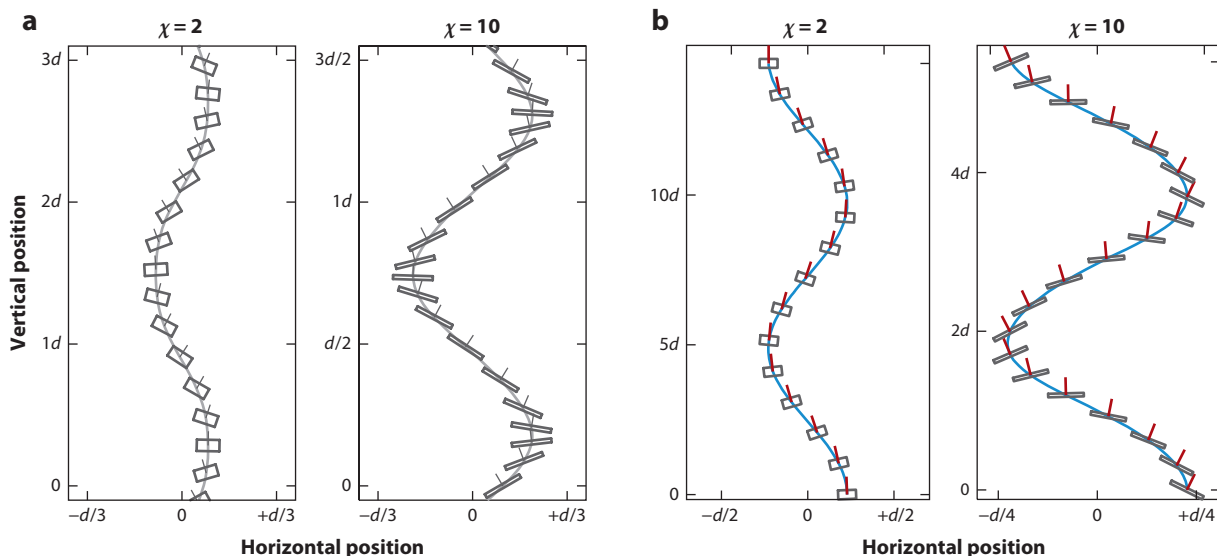 a
χ = 2
χ = 10
b
χ = 2
χ = 10
Vertical position
3d
2d
1d
0
−d/3
0
+d/3
3d/2
1d
d/2
0
−d/3
0
+d/3
10d
5d
0
−d/2
0
+d/2
4d
2d
0
−d/4
0
+d/4
Horizontal position
Horizontal position